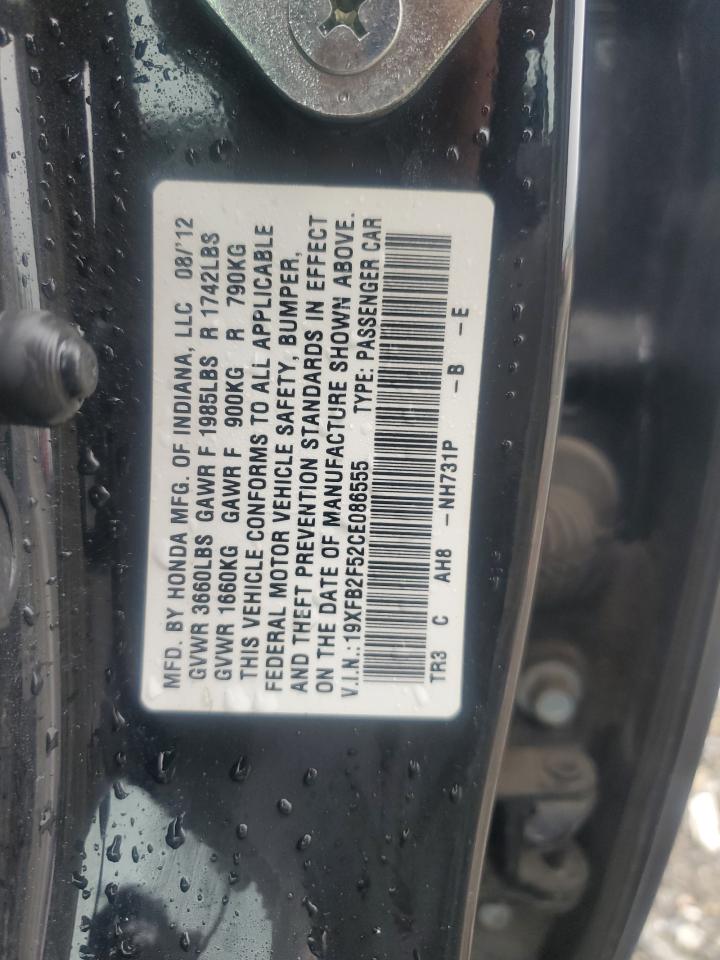 MFD. BY HONDA MFG. OF INDIANA, LLC 08/'12
GVWR 3660LBS GAWR F 1985LBS R 1742LBS
GVWR 1660KG GAWR F 900KG R 790KG
THIS VEHICLE CONFORMS TO ALL APPLICABLE
FEDERAL MOTOR VEHICLE SAFETY, BUMPER,
AND THEFT PREVENTION STANDARDS IN EFFECT
ON THE DATE OF MANUFACTURE SHOWN ABOVE.
V.I.N.:19XFB2F52CE086555 TYPE: PASSENGER CAR
TR3 C AH8 -NH731P -B -E